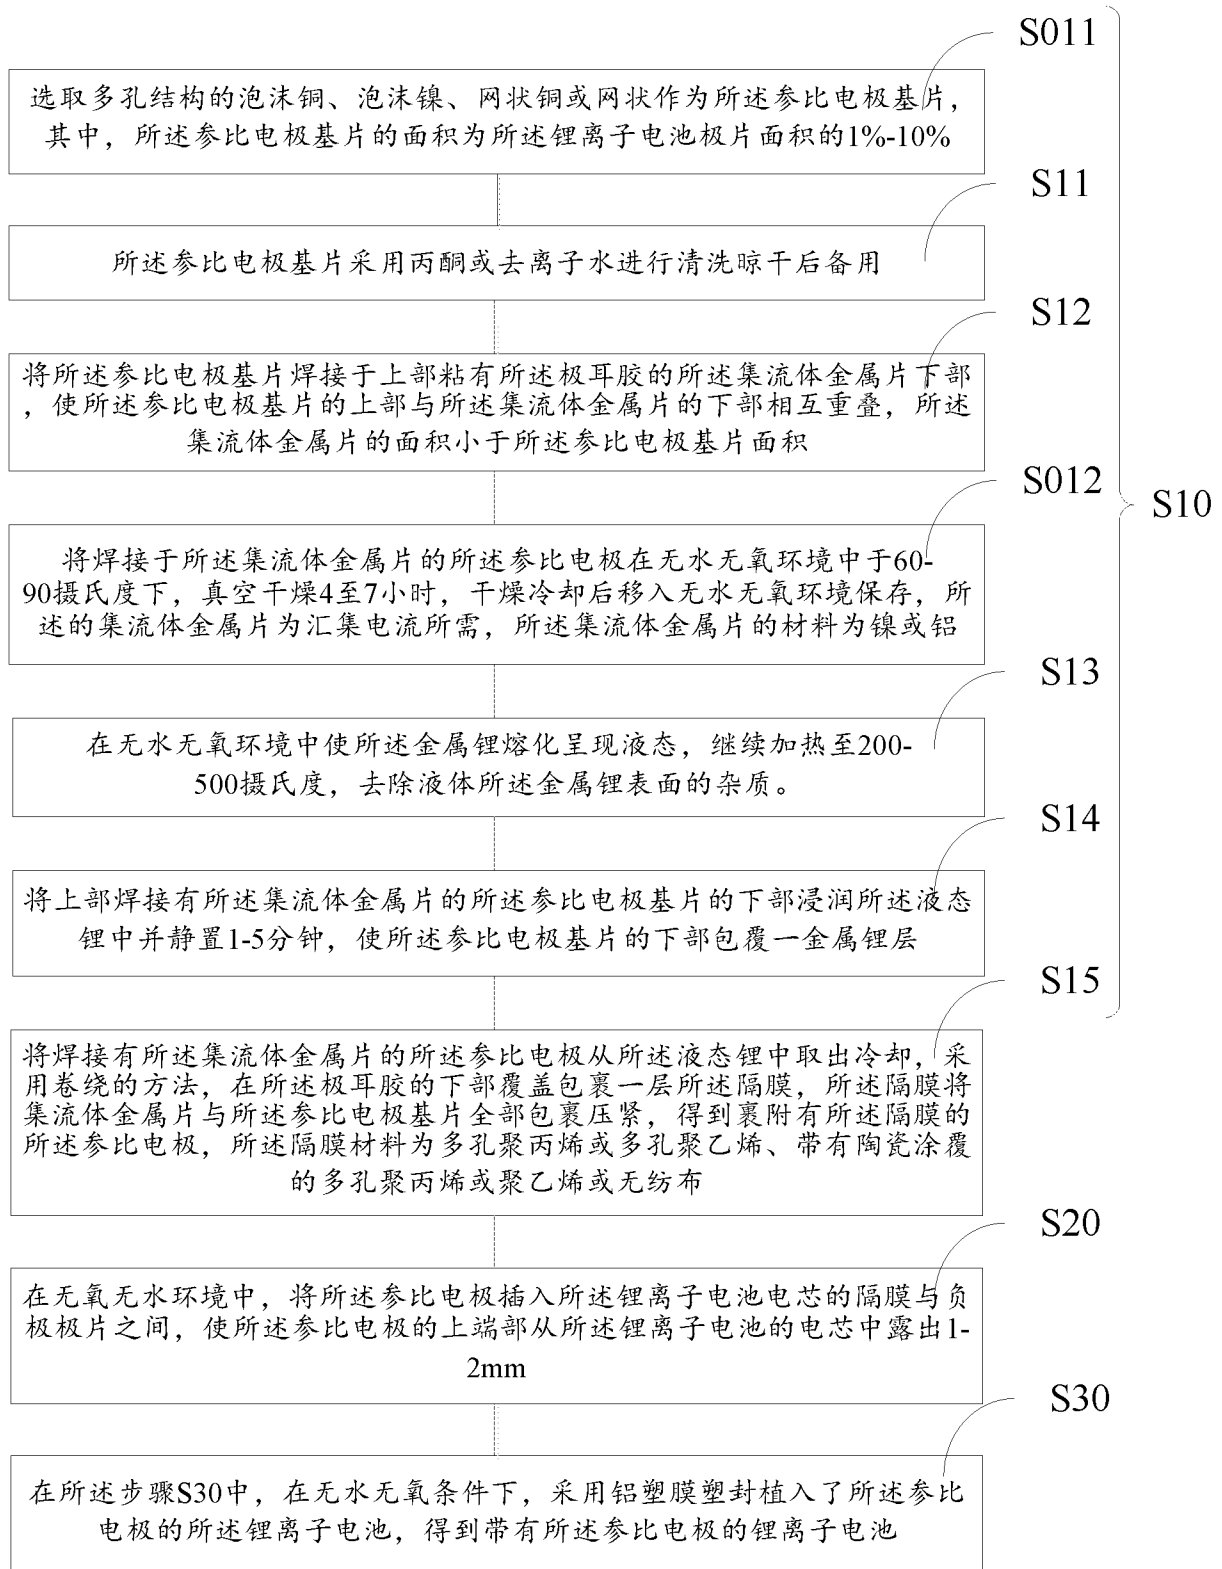 S011
选取多孔结构的泡沫铜、泡沫镍、网状铜或网状作为所述参比电极基片，
其中，所述参比电极基片的面积为所述锂离子电池极片面积的1%-10%
S11
所述参比电极基片采用丙酮或去离子水进行清洗晾干后备用
S12
将所述参比电极基片焊接于上部粘有所述极耳胶的所述集流体金属片下部
，使所述参比电极基片的上部与所述集流体金属片的下部相互重叠，所述
集流体金属片的面积小于所述参比电极基片面积
S012
S10
将焊接于所述集流体金属片的所述参比电极在无水无氧环境中于60-
90摄氏度下，真空干燥4至7小时，干燥冷却后移入无水无氧环境保存，所
述的集流体金属片为汇集电流所需，所述集流体金属片的材料为镍或铝
S13
在无水无氧环境中使所述金属锂熔化呈现液态，继续加热至200-
500摄氏度，去除液体所述金属锂表面的杂质。
S14
将上部焊接有所述集流体金属片的所述参比电极基片的下部浸润所述液态
锂中并静置1-5分钟，使所述参比电极基片的下部包覆一金属锂层
S15
将焊接有所述集流体金属片的所述参比电极从所述液态锂中取出冷却，采
用卷绕的方法，在所述极耳胶的下部覆盖包裹一层所述隔膜，所述隔膜将
集流体金属片与所述参比电极基片全部包裹压紧，得到裹附有所述隔膜的
所述参比电极，所述隔膜材料为多孔聚丙烯或多孔聚乙烯、带有陶瓷涂覆
的多孔聚丙烯或聚乙烯或无纺布
S20
在无氧无水环境中，将所述参比电极插入所述锂离子电池电芯的隔膜与负
极极片之间，使所述参比电极的上端部从所述锂离子电池的电芯中露出1-
2mm
S30
在所述步骤S30中，在无水无氧条件下，采用铝塑膜塑封植入了所述参比
电极的所述锂离子电池，得到带有所述参比电极的锂离子电池